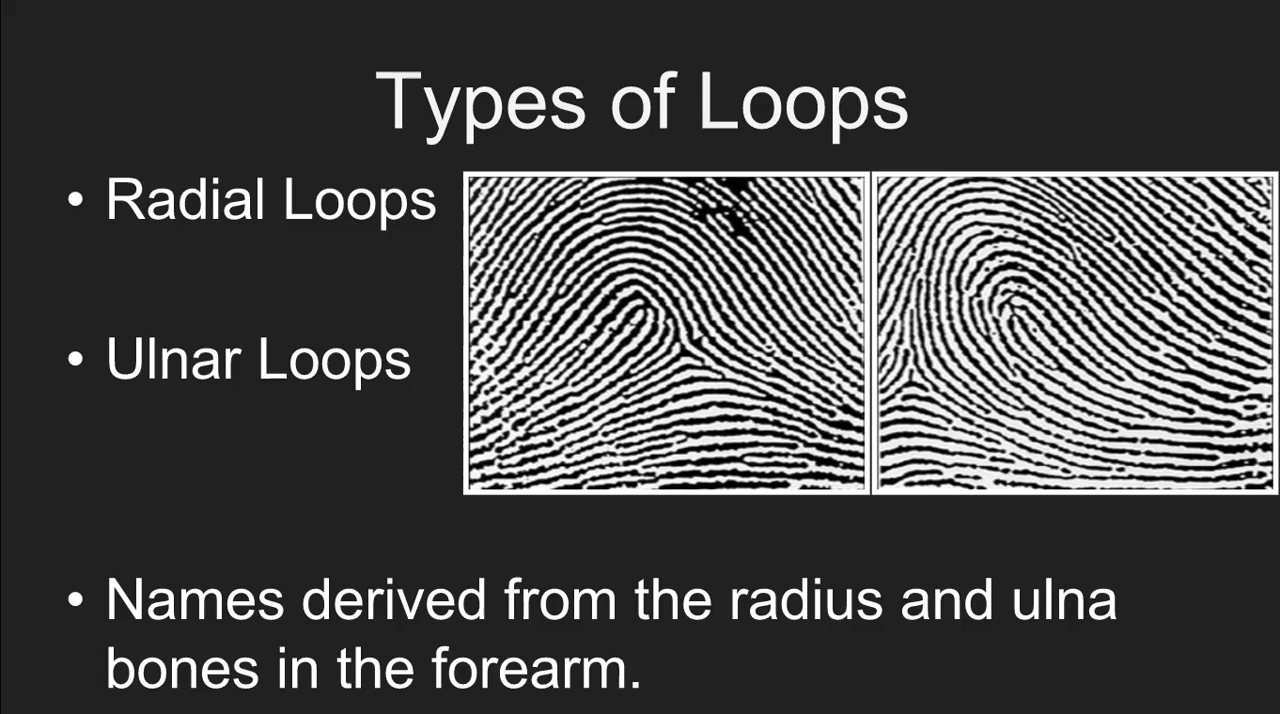 Types of Loops
• Radial Loops
• Ulnar Loops
• Names derived from the radius and ulna
bones in the forearm.